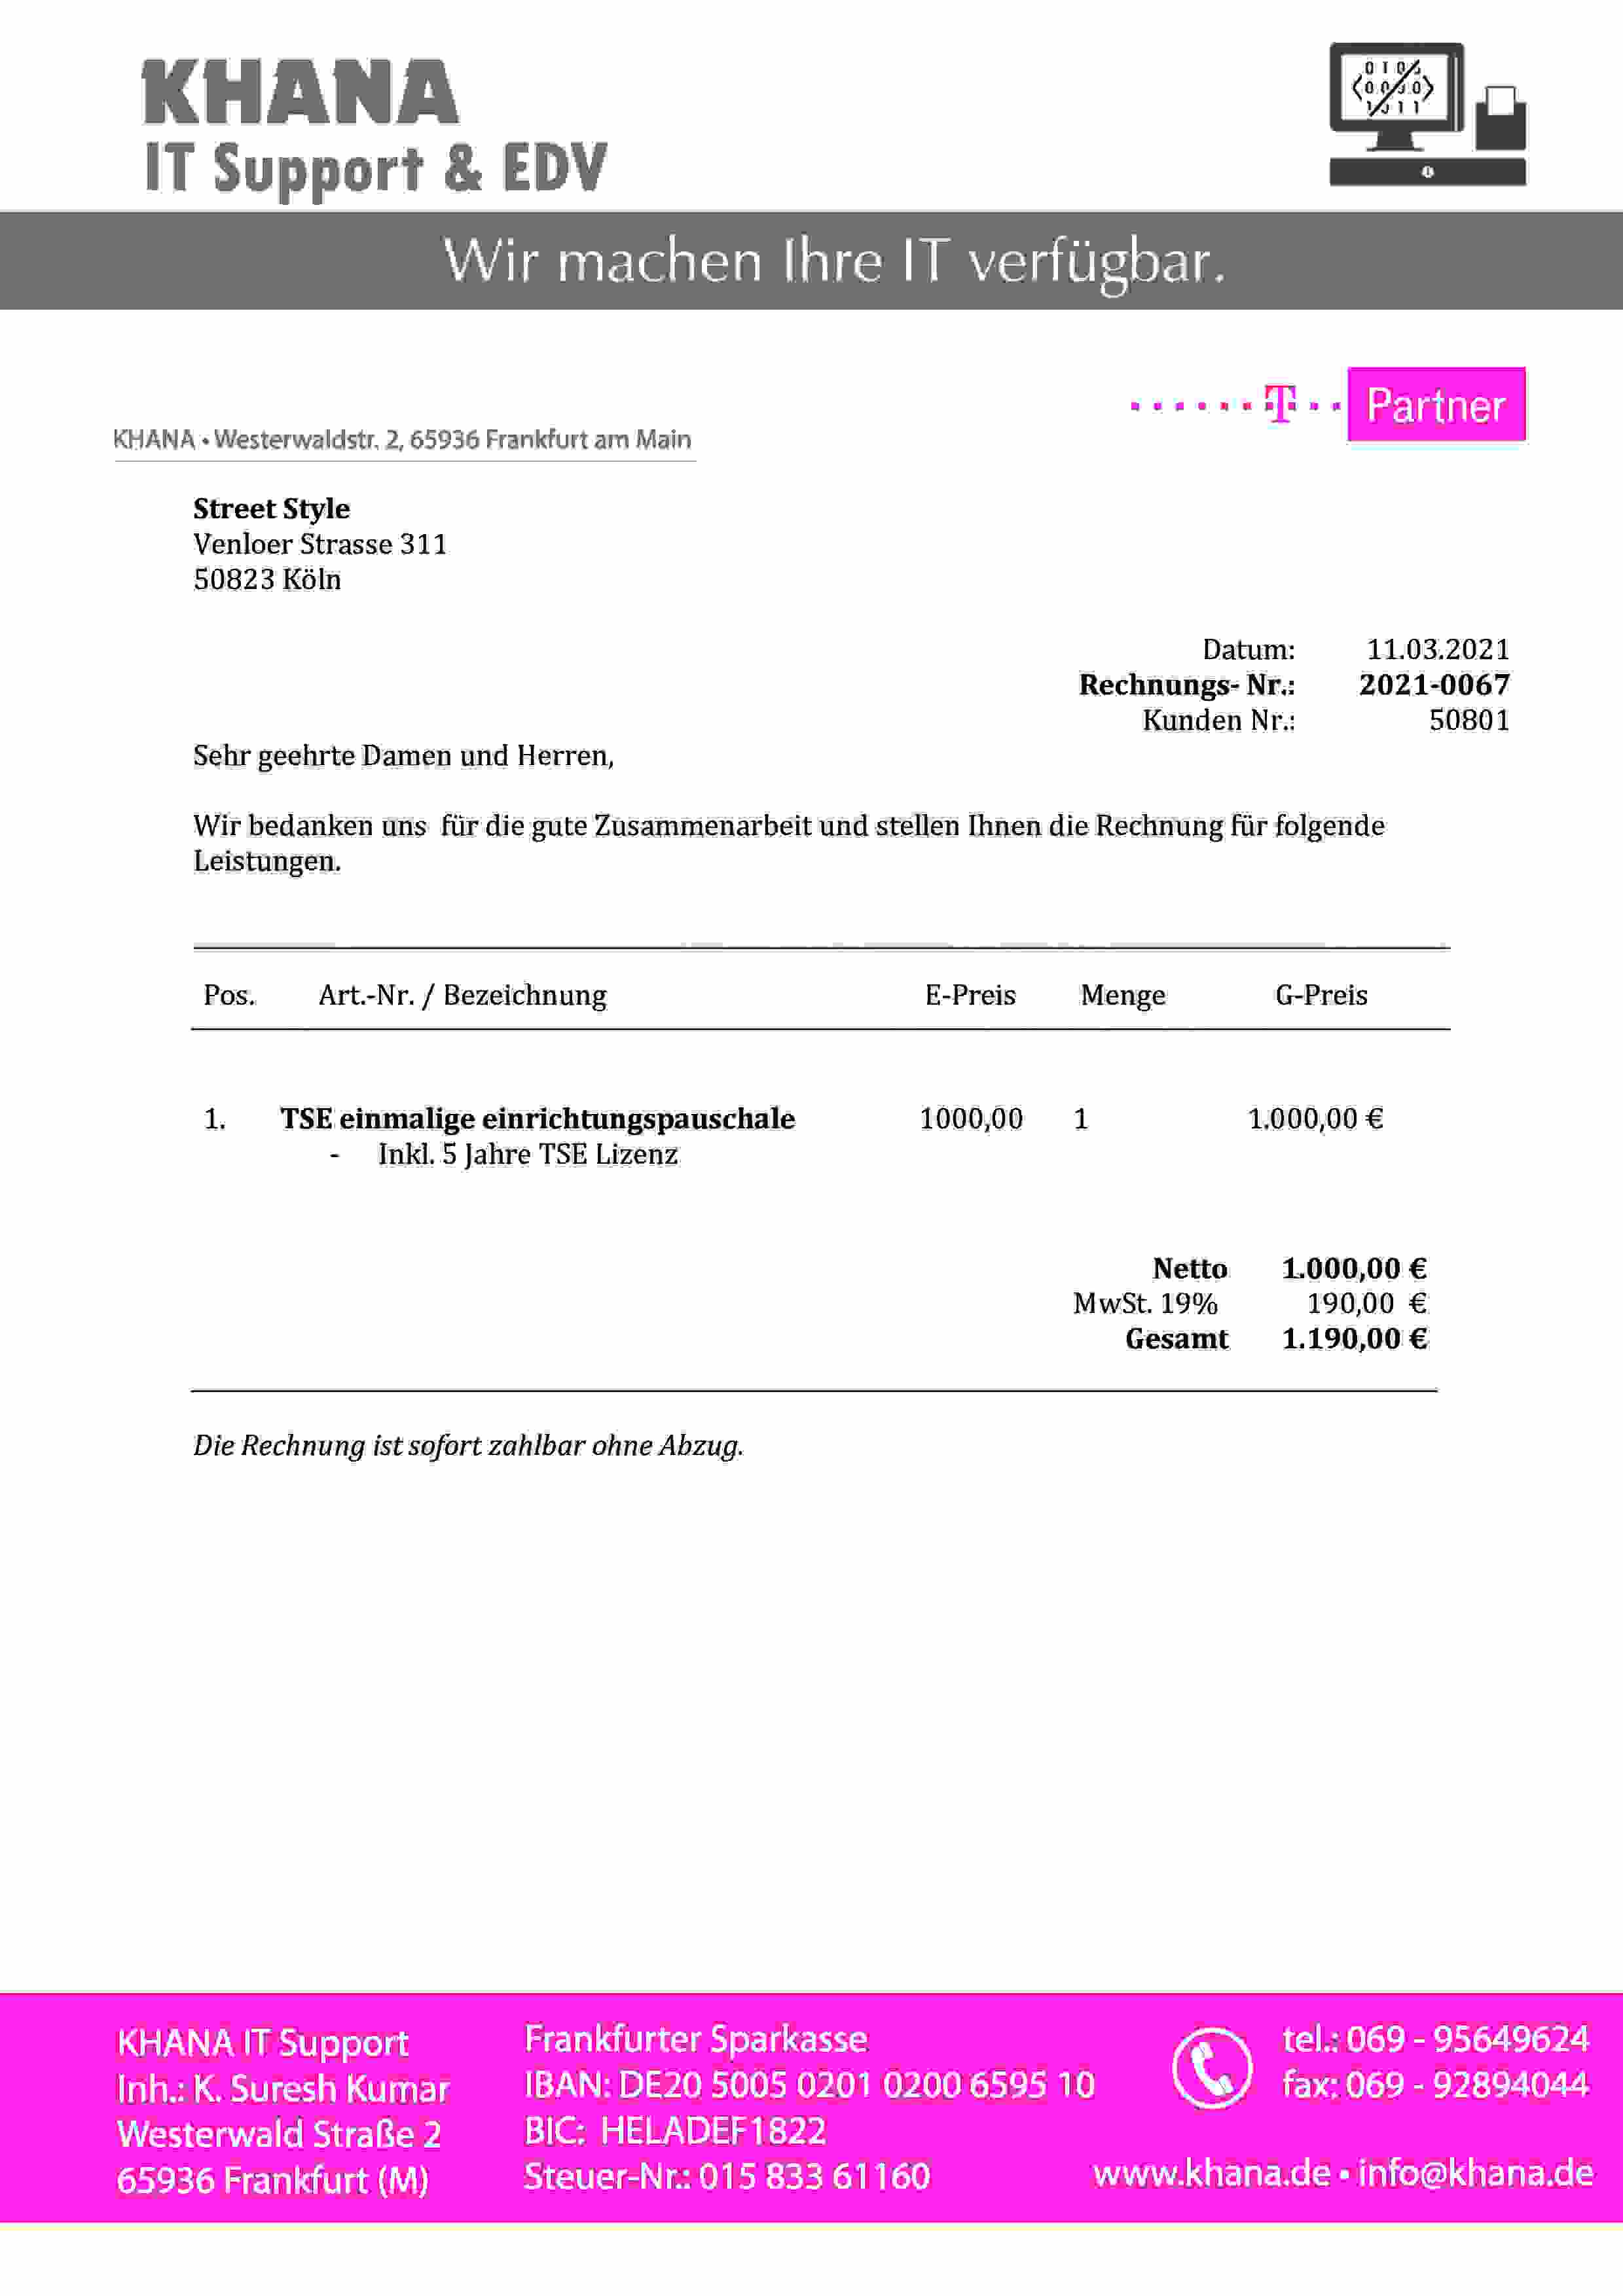 KHANA
IT Support & EDV
Wir machen Ihre IT verfügbar.
T Partner
KHANA • Westerwaldstr. 2, 65936 Frankfurt am Main
Street Style
Venloer Strasse 311
50823 Köln
Datum: 11.03.2021
Rechnungs- Nr.: 2021-0067
Kunden Nr.: 50801
Sehr geehrte Damen und Herren,
Wir bedanken uns für die gute Zusammenarbeit und stellen Ihnen die Rechnung für folgende
Leistungen.
Pos. Art.-Nr. / Bezeichnung E-Preis Menge G-Preis
1. TSE einmalige einrichtungspauschale 1000,00 1 1.000,00 €
- Inkl. 5 Jahre TSE Lizenz
Netto 1.000,00 €
MwSt. 19% 190,00 €
Gesamt 1.190,00 €
Die Rechnung ist sofort zahlbar ohne Abzug.
KHANA IT Support
Inh.: K. Suresh Kumar
Westerwald Straße 2
65936 Frankfurt (M)
Frankfurter Sparkasse
IBAN: DE20 5005 0201 0200 6595 10
BIC: HELADEF1822
Steuer-Nr.: 015 833 61160
tel.: 069 - 95649624
fax: 069 - 92894044
www.khana.de • info@khana.de